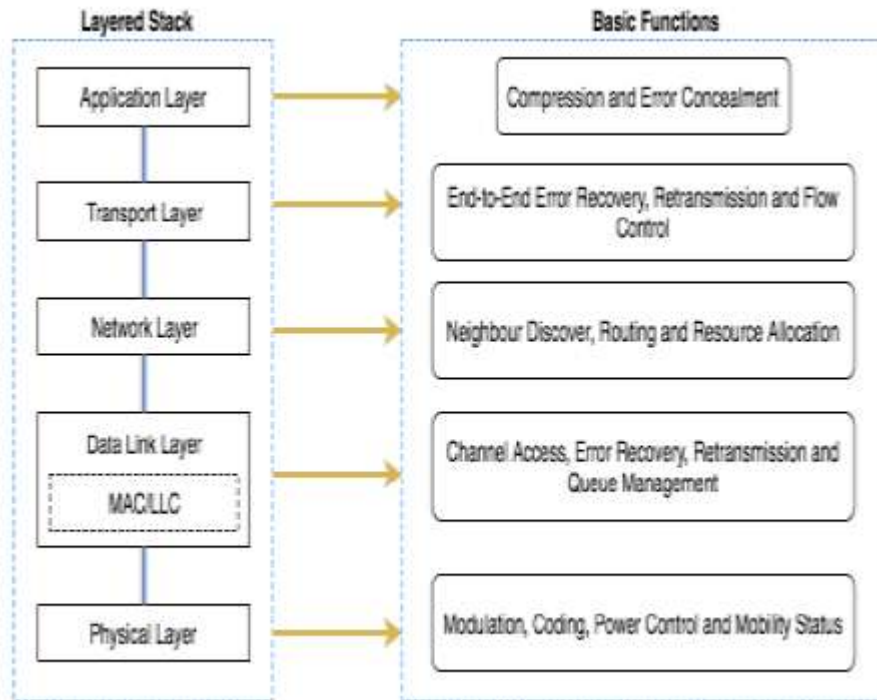 Layered Stack
Basic Functions
Application Layer
Compression and Error Concealment
Transport Layer
End-to-End Error Recovery, Retransmission and Flow
Control
Network Layer
Neighbour Discover, Routing and Resource Allocation
Data Link Layer
MAC/LLC
Channel Access, Error Recovery, Retransmission and
Queue Management
Physical Layer
Modulation, Coding, Power Control and Mobility Status